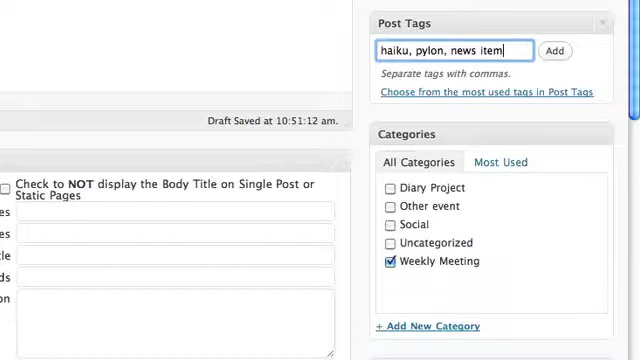 Post Tags
haiku, pylon, news item
Add
Separate tags with commas.
Choose from the most used tags in Post Tags
Draft Saved at 10:51:12 am.
Categories
All Categories
Most Used
Check to NOT display the Body Title on Single Post or
Static Pages
Diary Project
Other event
Social
Uncategorized
Weekly Meeting
+ Add New Category